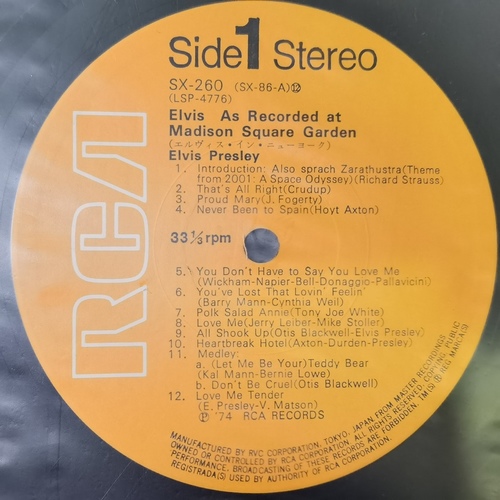 Side 1 Stereo
SX-260 (SX-86-A)⑫
(LSP-4776)
Elvis As Recorded at
Madison Square Garden
(エルヴィス・イン・ニューヨーク)
Elvis Presley
1. Introduction: Also sprach Zarathustra(Theme
from 2001: A Space Odyssey)(Richard Strauss)
2. That's All Right(Crudup)
3. Proud Mary(J. Fogerty)
4. Never Been to Spain(Hoyt Axton)
33⅓rpm
5. You Don't Have to Say You Love Me
(Wickham-Napier-Bell-Donaggio-Pallavicini)
6. You've Lost That Lovin' Feelin'
(Barry Mann-Cynthia Weil)
7. Polk Salad Annie(Tony Joe White)
8. Love Me(Jerry Leiber-Mike Stoller)
9. All Shook Up(Otis Blackwell-Elvis Presley)
10. Heartbreak Hotel(Axton-Durden-Presley)
11. Medley:
a. (Let Me Be Your)Teddy Bear
(Kal Mann-Bernie Lowe)
b. Don't Be Cruel(Otis Blackwell)
12. Love Me Tender
(E. Presley-V. Matson)
℗ '74 RCA RECORDS
RCA
MANUFACTURED BY RVC CORPORATION, TOKYO, JAPAN FROM MASTER RECORDINGS
OWNED OR CONTROLLED BY RCA CORPORATION. ALL RIGHTS RESERVED. COPYING, PUBLIC
PERFORMANCE, BROADCASTING OF THESE RECORDS ARE FORBIDDEN. TM(S) ® REG. MARCA(S)
REGISTRADA(S) USED BY AUTHORITY OF RCA CORPORATION.